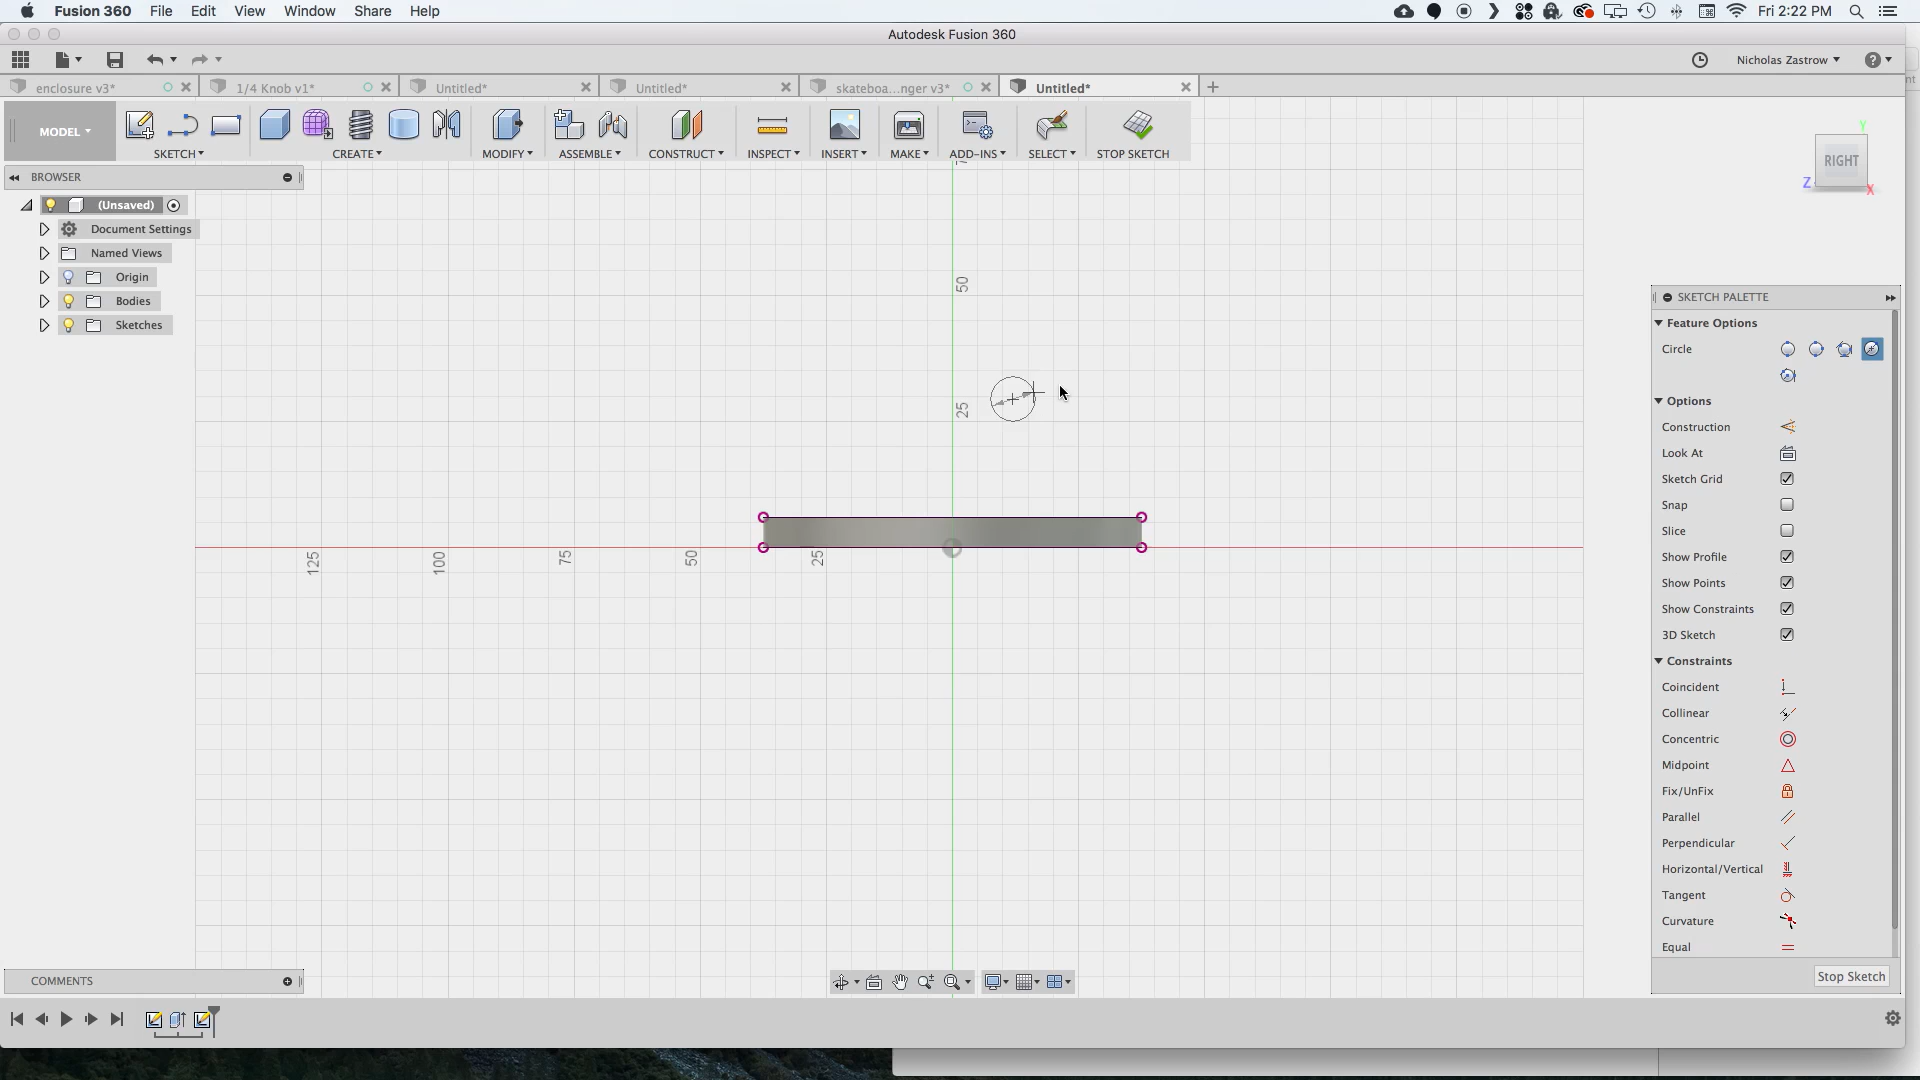 Fusion 360 File Edit View Window Share Help Fri 2:22 PM
Autodesk Fusion 360
Nicholas Zastrow
enclosure v3* 1/4 Knob v1* Untitled* Untitled* skateboa...nger v3* Untitled*
MODEL
SKETCH CREATE MODIFY ASSEMBLE CONSTRUCT INSPECT INSERT MAKE ADD-INS SELECT STOP SKETCH
BROWSER
(Unsaved)
Document Settings
Named Views
Origin
Bodies
Sketches
Y
RIGHT
Z
X
50
25
125 100 75 50 25
SKETCH PALETTE
Feature Options
Circle
Options
Construction
Look At
Sketch Grid
Snap
Slice
Show Profile
Show Points
Show Constraints
3D Sketch
Constraints
Coincident
Collinear
Concentric
Midpoint
Fix/UnFix
Parallel
Perpendicular
Horizontal/Vertical
Tangent
Curvature
Equal
Stop Sketch
COMMENTS